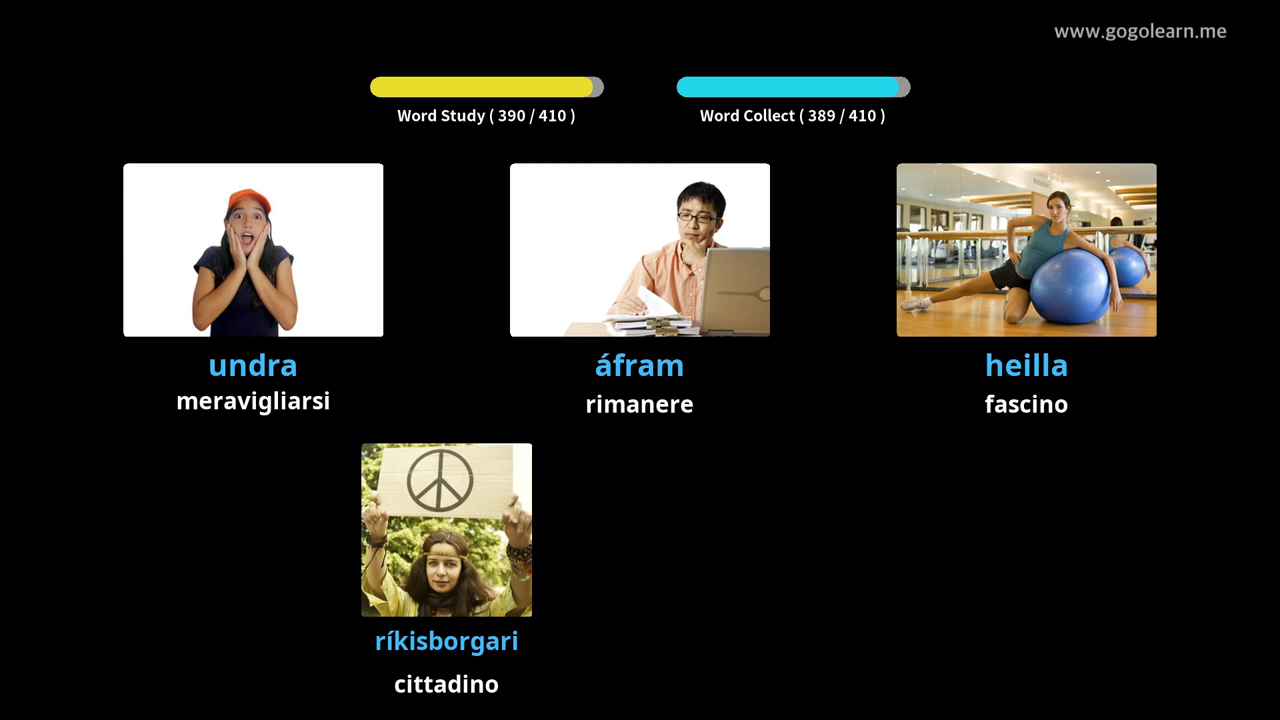 www.gogolearn.me
Word Study ( 390 / 410 )
Word Collect ( 389 / 410 )
undra
meravigliarsi
áfram
rimanere
heilla
fascino
ríkisborgari
cittadino